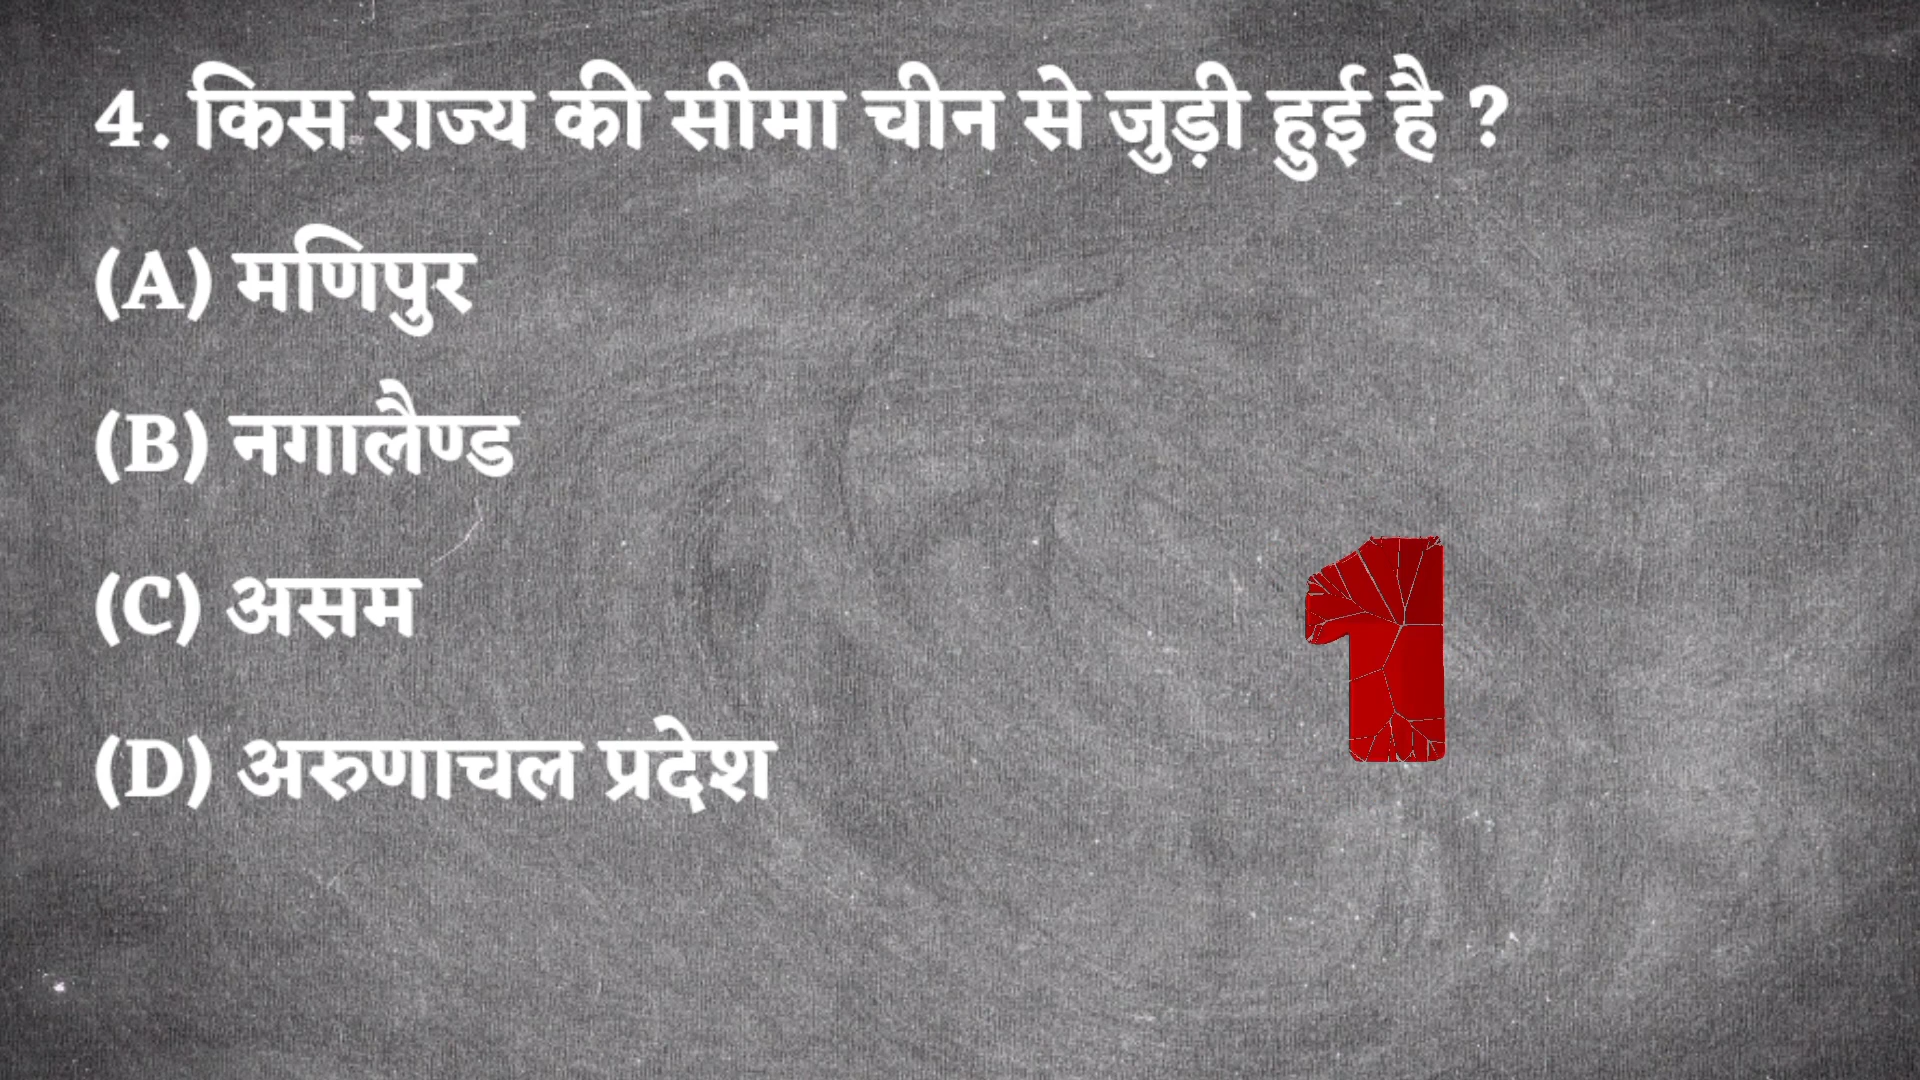 4. किस राज्य की सीमा चीन से जुड़ी हुई है ?
(A) मणिपुर
(B) नगालैण्ड
(C) असम
1
(D) अरुणाचल प्रदेश